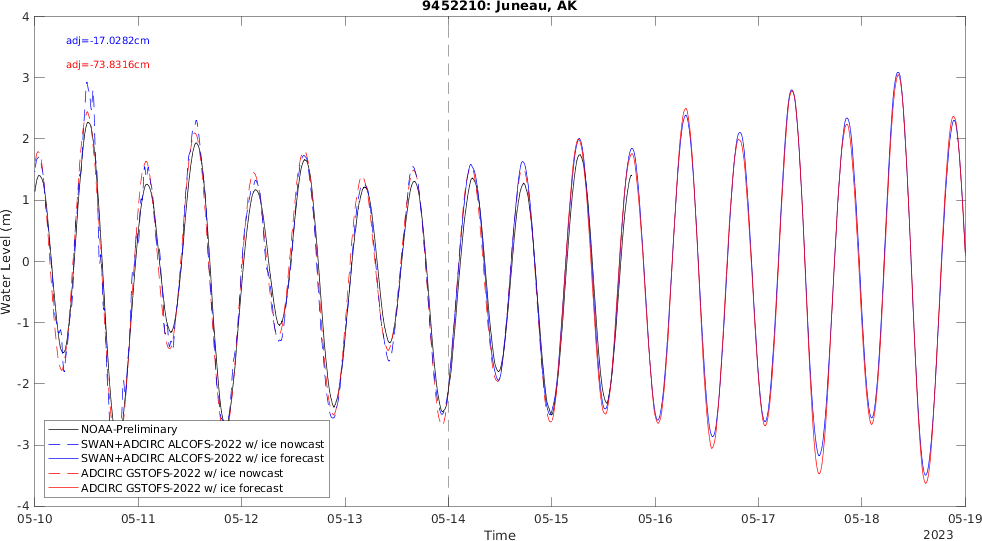 9452210: Juneau, AK
adj=-17.0282cm
adj=-73.8316cm
Water Level (m)
4
3
2
1
0
-1
-2
-3
-4
NOAA-Preliminary
SWAN+ADCIRC ALCOFS-2022 w/ ice nowcast
SWAN+ADCIRC ALCOFS-2022 w/ ice forecast
ADCIRC GSTOFS-2022 w/ ice nowcast
ADCIRC GSTOFS-2022 w/ ice forecast
05-10 05-11 05-12 05-13 05-14 05-15 05-16 05-17 05-18 05-19
Time
2023